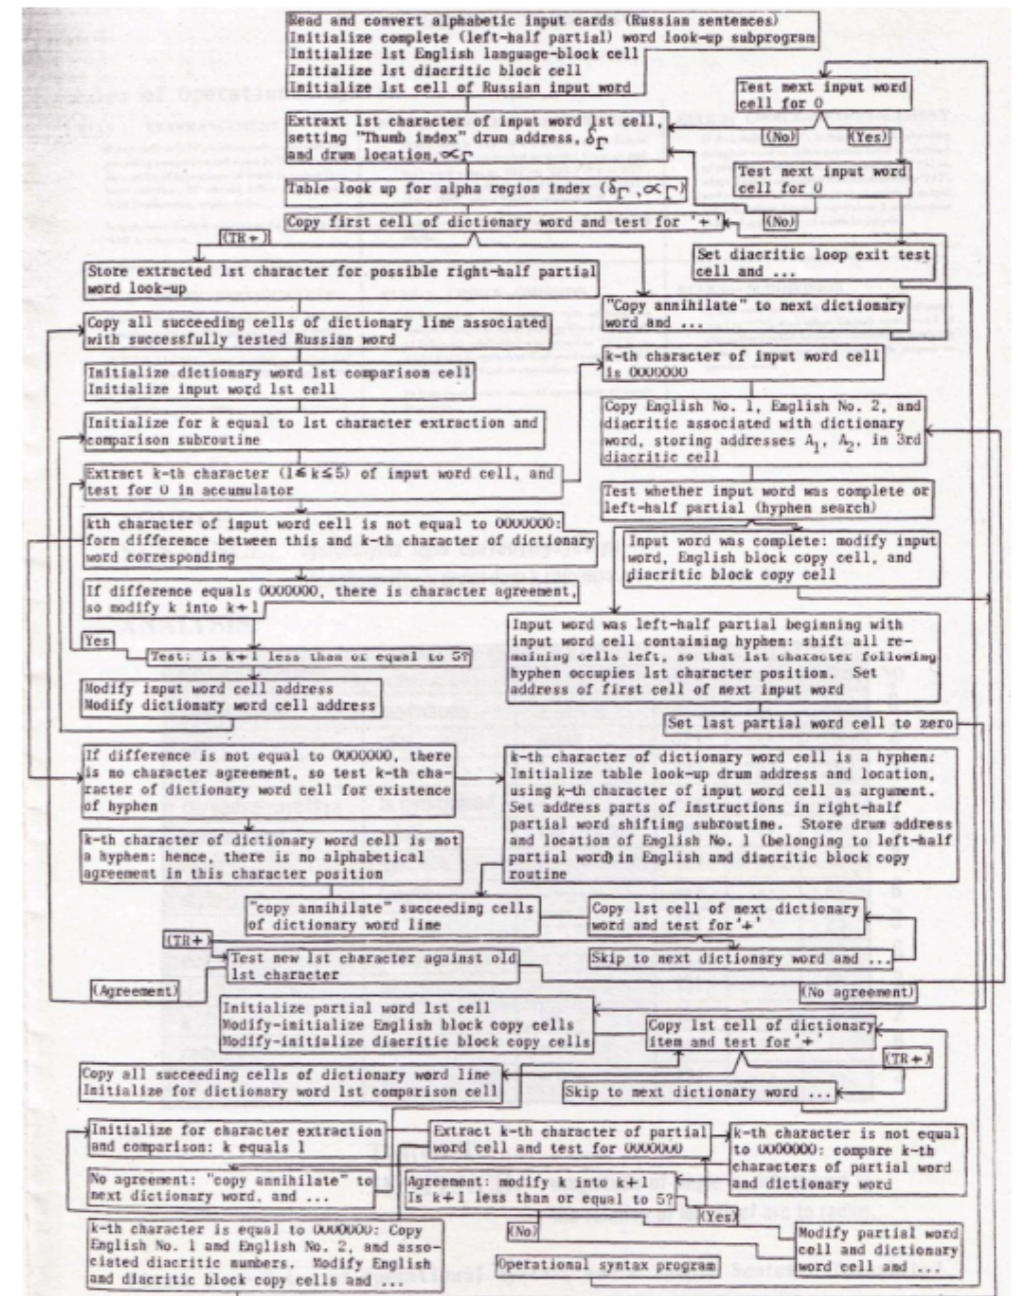 Read and convert alphabetic input cards (Russian sentences)
Initialize complete (left-half partial) word look-up subprogram
Initialize 1st English language-block cell
Initialize 1st diacritic block cell
Initialize 1st cell of Russian input word
Test next input word
cell for 0
Extraxt 1st character of input word 1st cell,
setting "Thumb index" drun address, δΓ
and drum location, αΓ
(No)
(Yes)
Test next input word
cell for 0
Table look up for alpha region index (δΓ, αΓ)
(No)
Copy first cell of dictionary word and test for '+'
(TR+)
Set diacritic loop exit test
cell and ...
Store extracted 1st character for possible right-half partial
word look-up
"Copy annihilate" to next dictionary
word and ...
Copy all succeeding cells of dictionary line associated
with successfully tested Russian word
k-th character of input word cell
is 0000000
Initialize dictionary word 1st comparison cell
Initialize input word 1st cell
Copy English No. 1, English No. 2, and
diacritic associated with dictionary
word, storing addresses A1, A2, in 3rd
diacritic cell
Initialize for k equal to 1st character extraction and
comparison subroutine
Extract k-th character (1≤k≤5) of input word cell, and
test for 0 in accumulator
Test whether input word was complete or
left-half partial (hyphen search)
kth character of input word cell is not equal to 0000000:
form difference between this and k-th character of dictionary
word corresponding
Input word was complete: modify input
word, English block copy cell, and
diacritic block copy cell
If difference equals 0000000, there is character agreement,
so modify k into k+1
Input word was left-half partial beginning with
input word cell containing hyphen: shift all re-
maining cells left, so that 1st character following
hyphen occupies 1st character position. Set
address of first cell of next input word
Yes
Test: is k+1 less than or equal to 5?
Modify input word cell address
Modify dictionary word cell address
Set last partial word cell to zero
If difference is not equal to 0000000, there
is no character agreement, so test k-th cha-
racter of dictionary word cell for existence
of hyphen
k-th character of dictionary word cell is a hyphen:
Initialize table look-up drum address and location,
using k-th character of input word cell as argument.
Set address parts of instructions in right-half
partial word shifting subroutine. Store drum address
and location of English No. 1 (belonging to left-half
partial word) in English and diacritic block copy
routine
k-th character of dictionary word cell is not
a hyphen: hence, there is no alphabetical
agreement in this character position
"copy annihilate" succeeding cells
of dictionary word line
Copy 1st cell of next dictionary
word and test for '+'
(TR+)
Test new 1st character against old
1st character
Skip to next dictionary word and ...
(Agreement)
(No agreement)
Initialize partial word 1st cell
Modify-initialize English block copy cells
Modify-initialize diacritic block copy cells
Copy 1st cell of dictionary
item and test for '+'
(TR+)
Copy all succeeding cells of dictionary word line
Initialize for dictionary word 1st comparison cell
Skip to next dictionary word ...
Initialize for character extraction
and comparison: k equals 1
Extract k-th character of partial
word cell and test for 0000000
k-th character is not equal
to 0000000: compare k-th
characters of partial word
and dictionary word
No agreement: "copy annihilate" to
next dictionary word, and ...
Agreement: modify k into k+1
Is k+1 less than or equal to 5?
(Yes)
(No)
k-th character is equal to 0000000: Copy
English No. 1 and English No. 2, and asso-
ciated diacritic numbers. Modify English
and diacritic block copy cells and ...
Modify partial word
cell and dictionary
word cell and ...
Operational syntax program